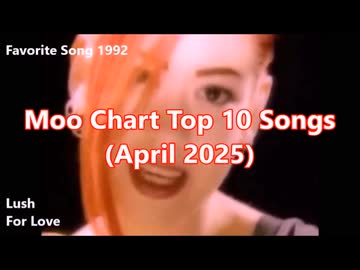 Favorite Song 1992
Moo Chart Top 10 Songs
(April 2025)
Lush
For Love